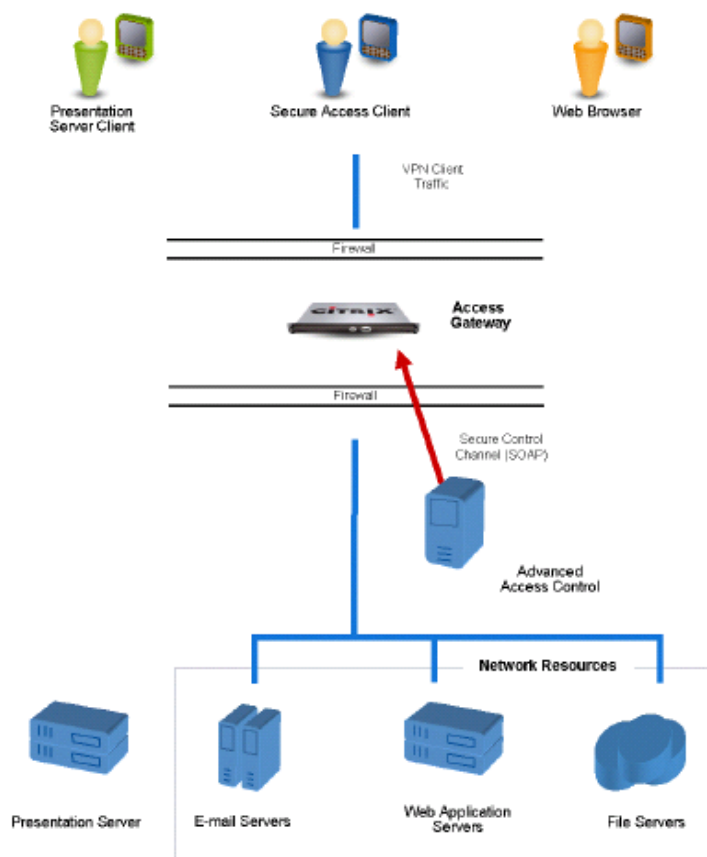 Presentation
Server Client
Secure Access Client
Web Browser
VPN Client
Traffic
Firewall
CITRIX
Access
Gateway
Firewall
Secure Control
Channel (SOAP)
Advanced
Access Control
Network Resources
Presentation Server
E-mail Servers
Web Application
Servers
File Servers